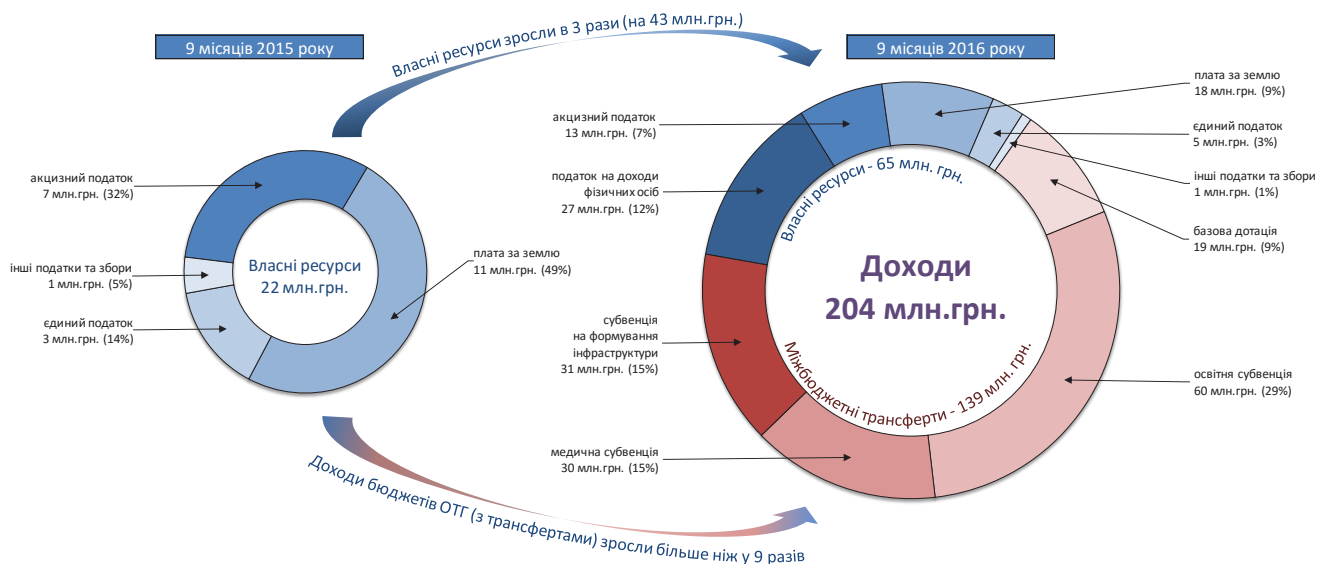 Власні ресурси зросли в 3 рази (на 43 млн.грн.)
9 місяців 2015 року
9 місяців 2016 року
акцизний податок
7 млн.грн. (32%)
інші податки та збори
1 млн.грн. (5%)
єдиний податок
3 млн.грн. (14%)
Власні ресурси
22 млн.грн.
плата за землю
11 млн.грн. (49%)
акцизний податок
13 млн.грн. (7%)
податок на доходи
фізичних осіб
27 млн.грн. (12%)
субвенція
на формування
інфраструктури
31 млн.грн. (15%)
медична субвенція
30 млн.грн. (15%)
Власні ресурси - 65 млн. грн.
Доходи
204 млн.грн.
Міжбюджетні трансферти - 139 млн. грн.
плата за землю
18 млн.грн. (9%)
єдиний податок
5 млн.грн. (3%)
інші податки та збори
1 млн.грн. (1%)
базова дотація
19 млн.грн. (9%)
освітня субвенція
60 млн.грн. (29%)
Доходи бюджетів ОТГ (з трансфертами) зросли більше ніж у 9 разів